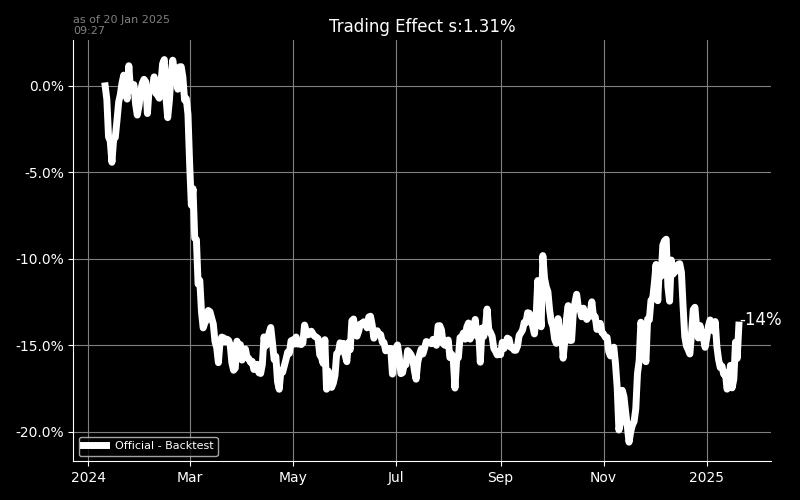 as of 20 Jan 2025
09:27
Trading Effect s:1.31%
0.0%
-5.0%
-10.0%
-14%
-15.0%
-20.0%
Official - Backtest
2024 Mar May Jul Sep Nov 2025